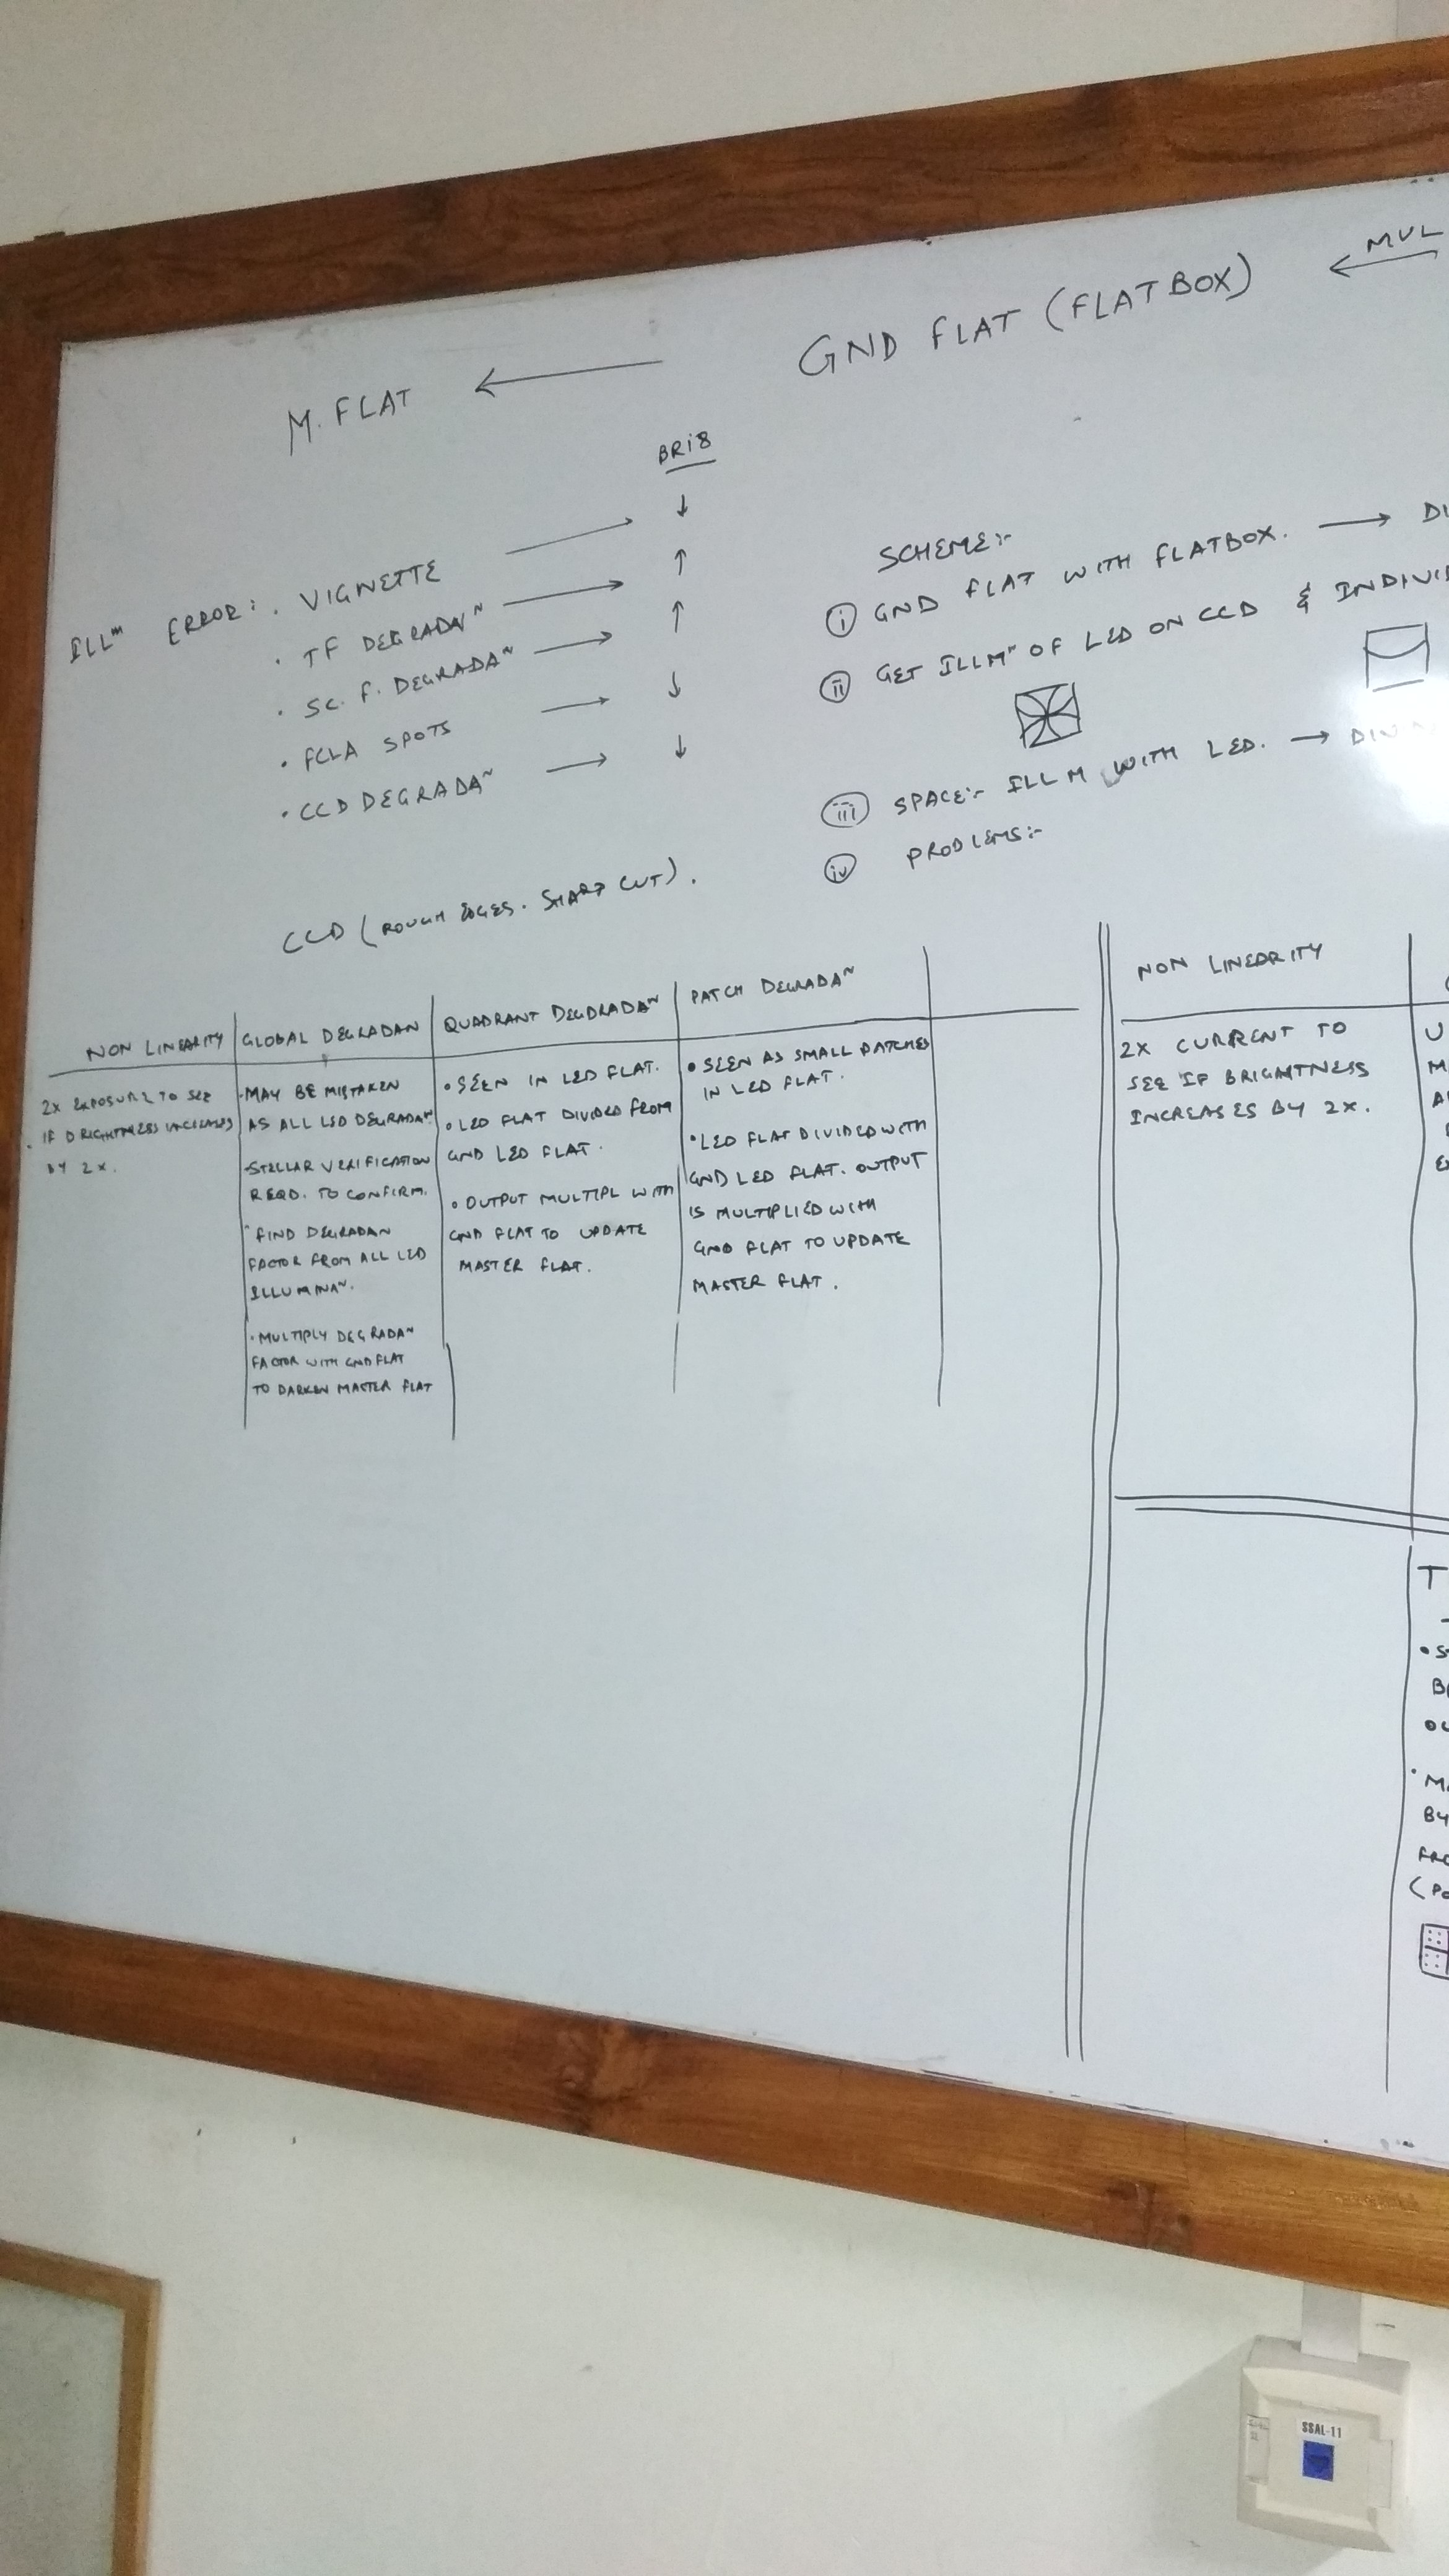 M. FLAT ← GND FLAT (FLATBOX) ← MUL
BRi8
ILLᵐ ERROR: . VIGNETTE → ↓
· TF DEGRADAᴺ → ↑
· SC. F. DEGRADAᴺ → ↑
· FCLA SPOTS → ↓
· CCD DEGRADAᴺ → ↓
CCD (ROUGH EDGES. SHARP CUT).
SCHEME:-
(i) GND FLAT WITH FLATBOX. → DI
(ii) GET ILLMᴺ OF LED ON CCD & INDIVI
(iii) SPACE:- ILLM WITH LED. →
(iv) PROBLEMS:-
NON LINEARITY
2X EXPOSURE TO SEE
IF BRIGHTNESS INCREASES
BY 2X.
GLOBAL DEGRADAN
·MAY BE MISTAKEN
AS ALL LED DEGRADAᴺ.
·STELLAR VERIFICATION
REQD. TO CONFIRM.
·FIND DEGRADAN
FACTOR FROM ALL LED
ILLUMINAᴺ.
·MULTIPLY DEGRADAᴺ
FACTOR WITH GND FLAT
TO DARKEN MASTER FLAT
QUADRANT DEGDRADAᴺ
·SEEN IN LED FLAT.
·LED FLAT DIVIDED FROM
GND LED FLAT.
·OUTPUT MULTIPL WITH
GND FLAT TO UPDATE
MASTER FLAT.
PATCH DEGRADAᴺ
·SEEN AS SMALL PATCHES
IN LED FLAT.
·LED FLAT DIVIDED WITH
GND LED FLAT. OUTPUT
IS MULTIPLIED WITH
GND FLAT TO UPDATE
MASTER FLAT.
NON LINEARITY
2X CURRENT TO
SEE IF BRIGHTNESS
INCREASES BY 2X.
U
M
A
E
T
·S
B
OU
·MA
BY
FRO
(PO
SSAL-11